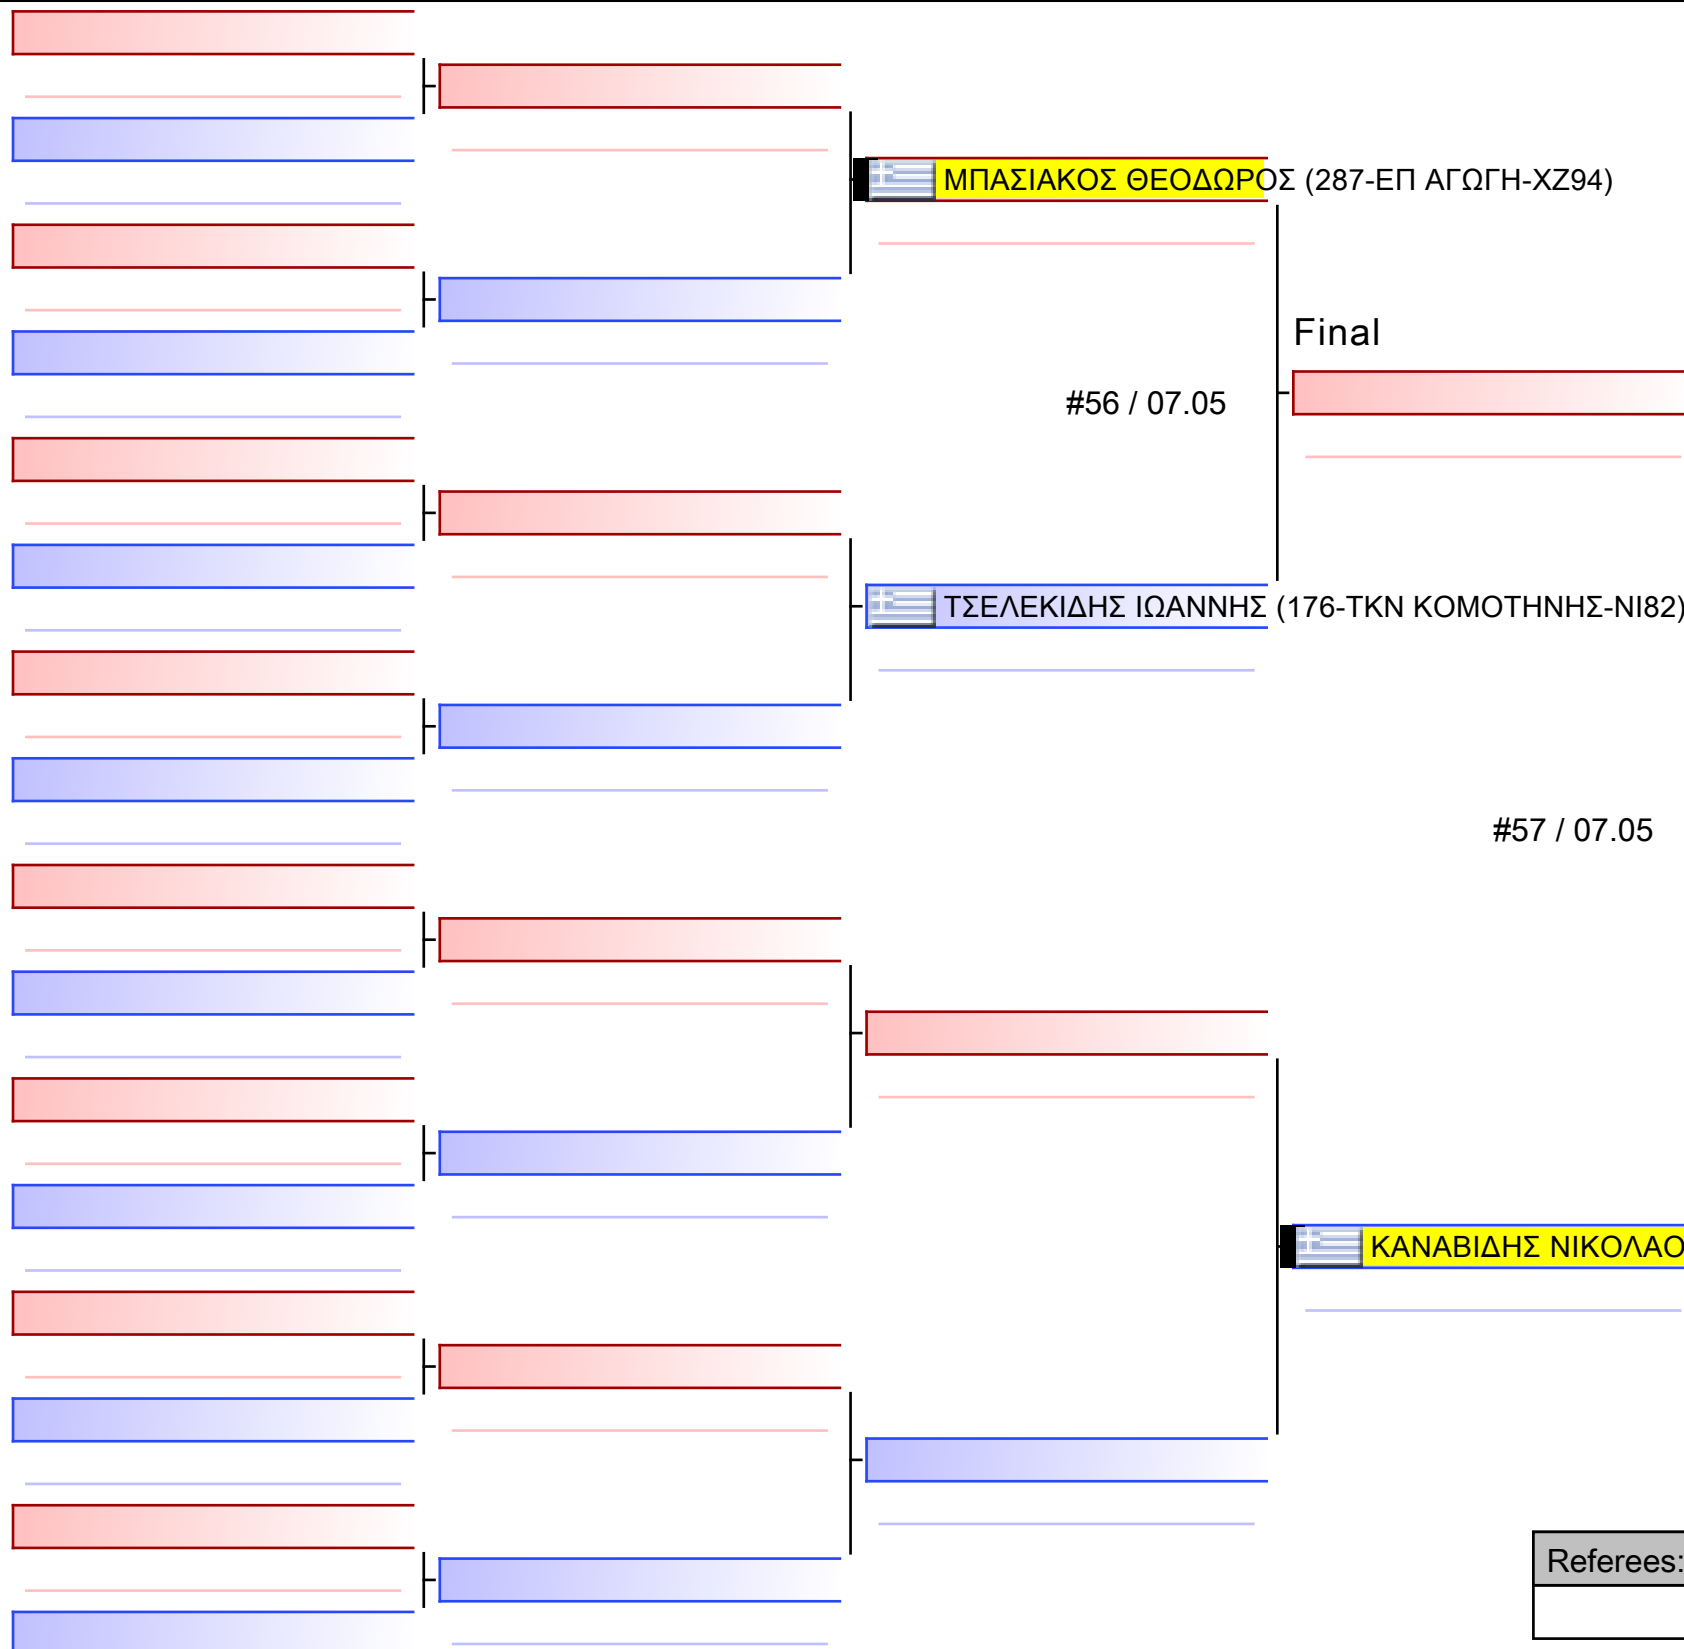 ΜΠΑΣΙΑΚΟΣ ΘΕΟΔΩΡΟΣ (287-ΕΠ ΑΓΩΓΗ-ΧΖ94)
Final
#56 / 07.05
ΤΣΕΛΕΚΙΔΗΣ ΙΩΑΝΝΗΣ (176-ΤΚΝ ΚΟΜΟΤΗΝΗΣ-ΝΙ82)
#57 / 07.05
ΚΑΝΑΒΙΔΗΣ ΝΙΚΟΛΑΟ
Referees: